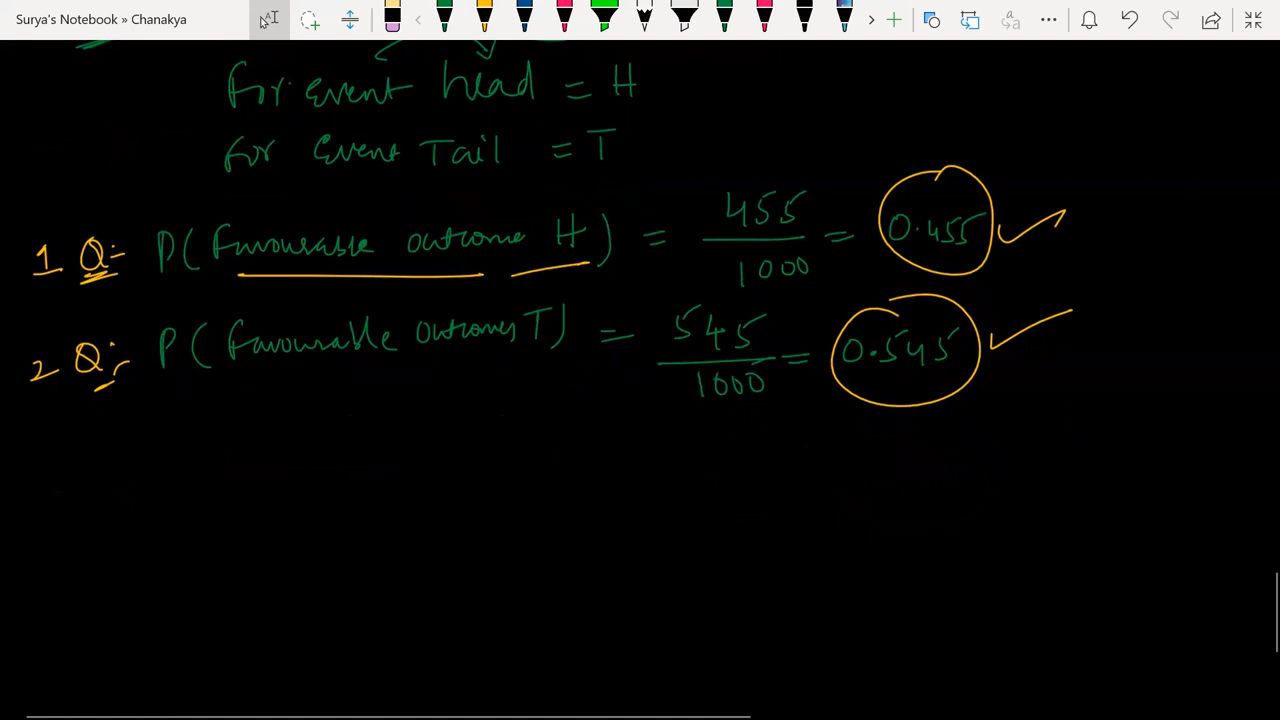 Surya's Notebook » Chanakya
for event head = H
for event Tail = T
1 Q:- P(favourable outcome H) = 455/1000 = 0.455
2 Q:- P(favourable outcomes T) = 545/1000 = 0.545